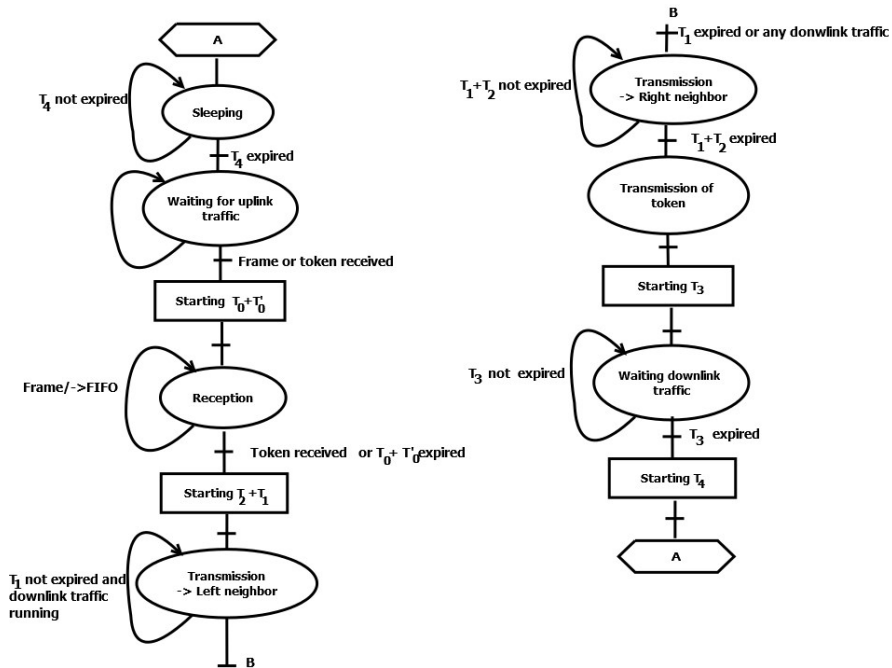 A
T4 not expired
Sleeping
T4 expired
Waiting for uplink
traffic
Frame or token received
Starting T0+T'0
Frame/->FIFO
Reception
Token received or T0+ T'0 expired
Starting T2+T1
T1 not expired and
downlink traffic
running
Transmission
-> Left neighbor
B
B
T1 expired or any donwlink traffic
T1+T2 not expired
Transmission
-> Right neighbor
T1+T2 expired
Transmission of
token
Starting T3
T3 not expired
Waiting downlink
traffic
T3 expired
Starting T4
A